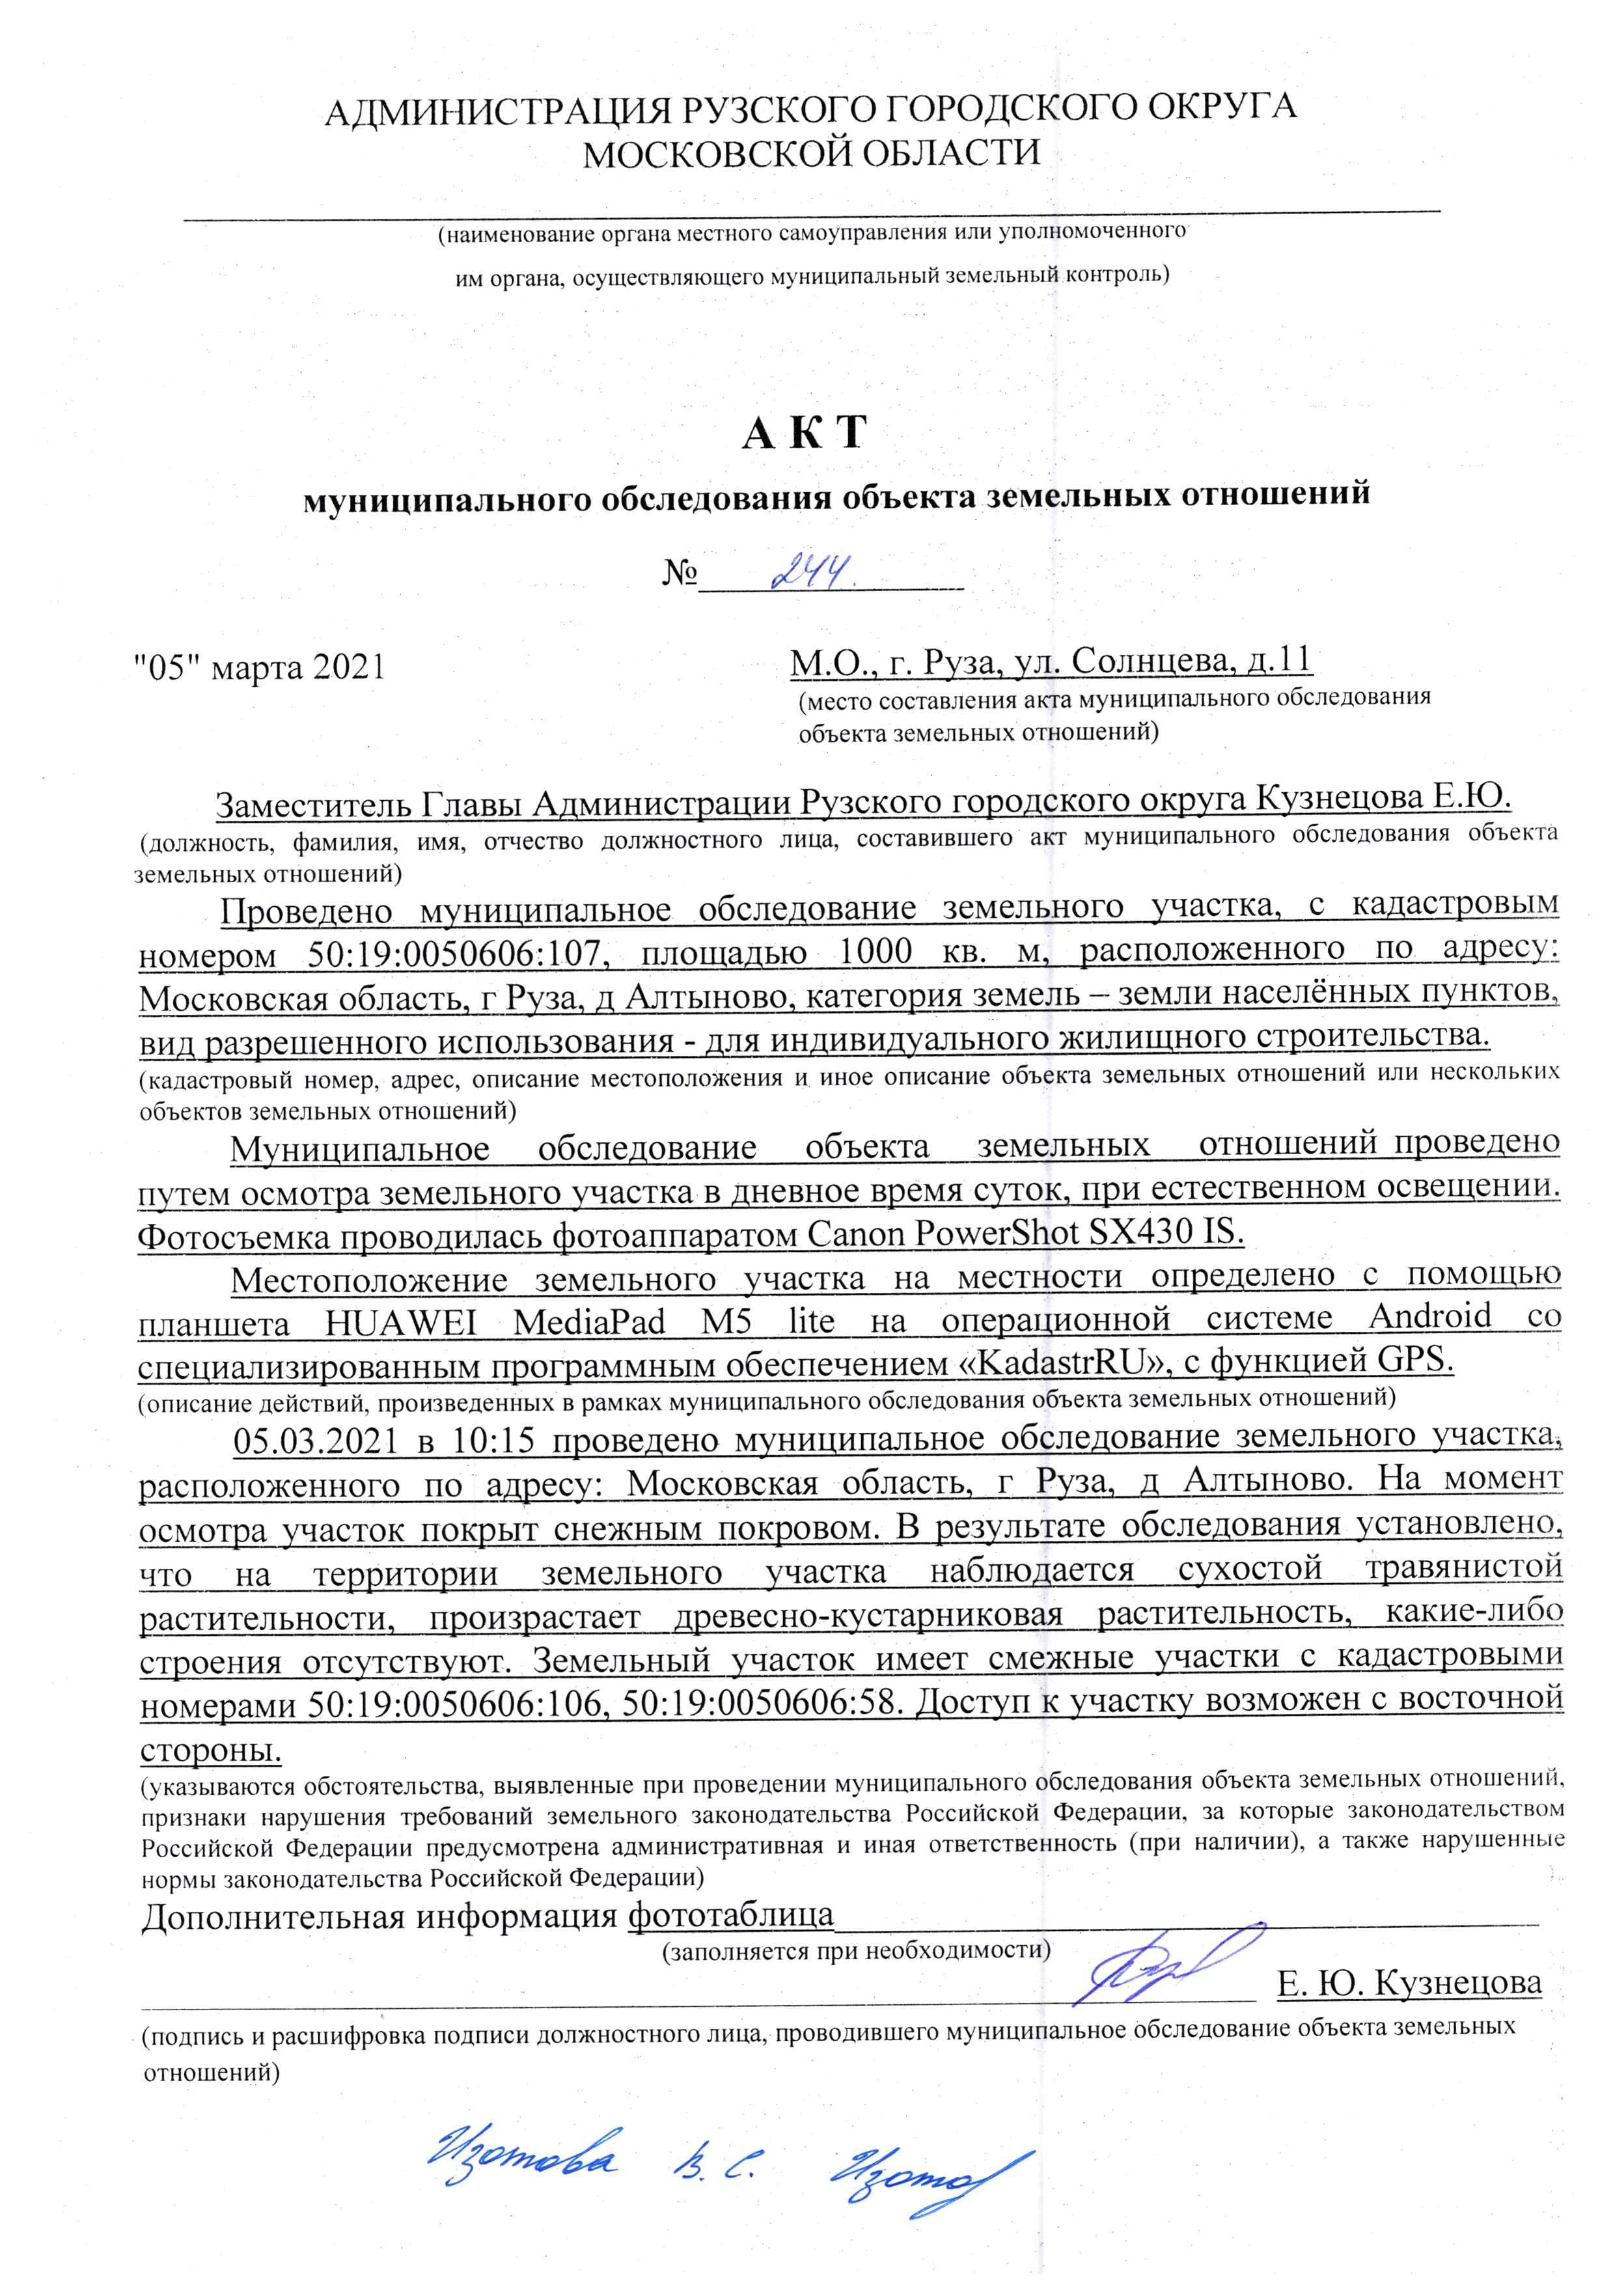 АДМИНИСТРАЦИЯ РУЗСКОГО ГОРОДСКОГО ОКРУГА
МОСКОВСКОЙ ОБЛАСТИ
(наименование органа местного самоуправления или уполномоченного
им органа, осуществляющего муниципальный земельный контроль)
А К Т
муниципального обследования объекта земельных отношений
№ 244.
"05" марта 2021
М.О., г. Руза, ул. Солнцева, д.11
(место составления акта муниципального обследования
объекта земельных отношений)
Заместитель Главы Администрации Рузского городского округа Кузнецова Е.Ю.
(должность, фамилия, имя, отчество должностного лица, составившего акт муниципального обследования объекта
земельных отношений)
Проведено муниципальное обследование земельного участка, с кадастровым
номером 50:19:0050606:107, площадью 1000 кв. м, расположенного по адресу:
Московская область, г Руза, д Алтыново, категория земель – земли населённых пунктов,
вид разрешенного использования - для индивидуального жилищного строительства.
(кадастровый номер, адрес, описание местоположения и иное описание объекта земельных отношений или нескольких
объектов земельных отношений)
Муниципальное обследование объекта земельных отношений проведено
путем осмотра земельного участка в дневное время суток, при естественном освещении.
Фотосъемка проводилась фотоаппаратом Canon PowerShot SX430 IS.
Местоположение земельного участка на местности определено с помощью
планшета HUAWEI MediaPad M5 lite на операционной системе Android со
специализированным программным обеспечением «KadastrRU», с функцией GPS.
(описание действий, произведенных в рамках муниципального обследования объекта земельных отношений)
05.03.2021 в 10:15 проведено муниципальное обследование земельного участка,
расположенного по адресу: Московская область, г Руза, д Алтыново. На момент
осмотра участок покрыт снежным покровом. В результате обследования установлено,
что на территории земельного участка наблюдается сухостой травянистой
растительности, произрастает древесно-кустарниковая растительность, какие-либо
строения отсутствуют. Земельный участок имеет смежные участки с кадастровыми
номерами 50:19:0050606:106, 50:19:0050606:58. Доступ к участку возможен с восточной
стороны.
(указываются обстоятельства, выявленные при проведении муниципального обследования объекта земельных отношений,
признаки нарушения требований земельного законодательства Российской Федерации, за которые законодательством
Российской Федерации предусмотрена административная и иная ответственность (при наличии), а также нарушенные
нормы законодательства Российской Федерации)
Дополнительная информация фототаблица
(заполняется при необходимости)
Е. Ю. Кузнецова
(подпись и расшифровка подписи должностного лица, проводившего муниципальное обследование объекта земельных
отношений)
Изотова В. С.